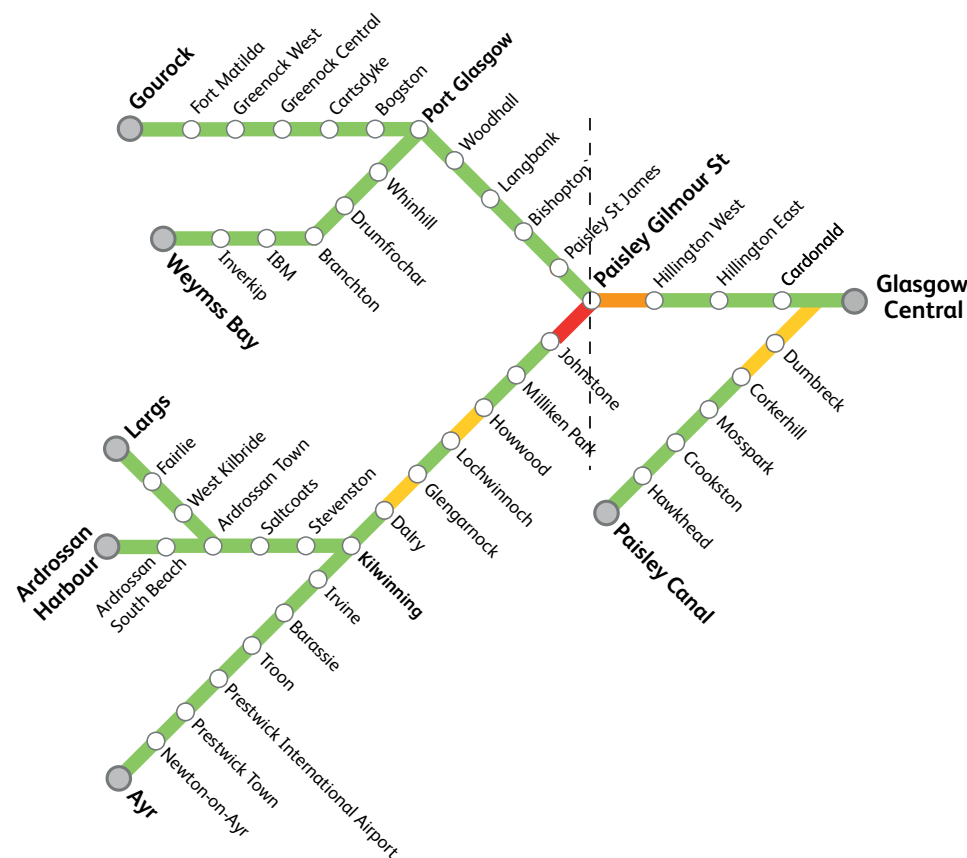 Gourock
Fort Matilda
Greenock West
Greenock Central
Cartsdyke
Bogston
Port Glasgow
Woodhall
Langbank
Bishopton
Paisley St James
Paisley Gilmour St
Hillington West
Hillington East
Cardonald
Glasgow
Central
Whinhill
Drumfrochar
Branchton
IBM
Inverkip
Weymss Bay
Johnstone
Milliken Park
Howwood
Lochwinnoch
Glengarnock
Dalry
Kilwinning
Dumbreck
Corkerhill
Mosspark
Crookston
Hawkhead
Paisley Canal
Largs
Fairlie
West Kilbride
Ardrossan Town
Saltcoats
Stevenston
Ardrossan
Harbour
Ardrossan
South Beach
Irvine
Barassie
Troon
Prestwick International Airport
Prestwick Town
Newton-on-Ayr
Ayr